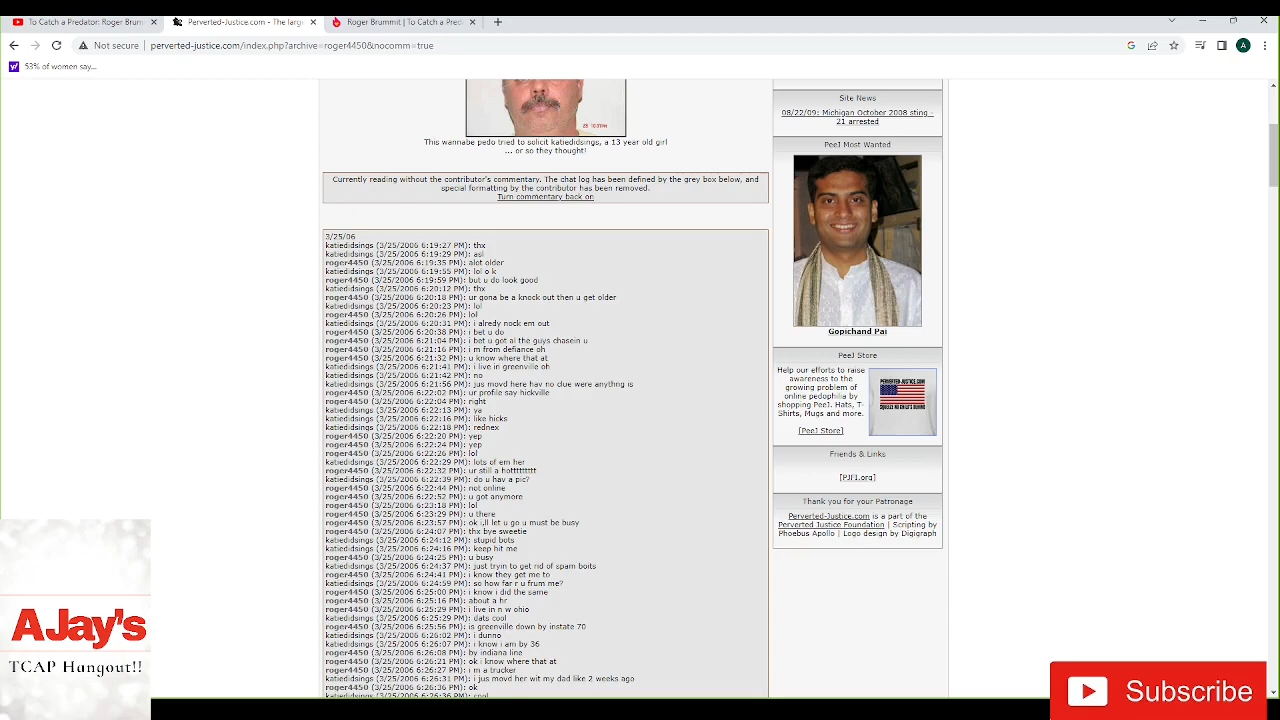 To Catch a Predator: Roger Brum
Perverted-Justice.com - The larg
Roger Brummit | To Catch a Pred
Not secure
perverted-justice.com/index.php?archive=roger4450&nocomm=true
A
53% of women say...
25 10:31PM
This wannabe pedo tried to solicit katiedidsings, a 13 year old girl
... or so they thought!
Currently reading without the contributor's commentary. The chat log has been defined by the grey box below, and
special formatting by the contributor has been removed.
Turn commentary back on
3/25/06
katiedidsings (3/25/2006 6:19:27 PM): thx
katiedidsings (3/25/2006 6:19:29 PM): asl
roger4450 (3/25/2006 6:19:35 PM): alot older
katiedidsings (3/25/2006 6:19:55 PM): lol o k
roger4450 (3/25/2006 6:19:59 PM): but u do look good
katiedidsings (3/25/2006 6:20:12 PM): thx
roger4450 (3/25/2006 6:20:18 PM): ur gona be a knock out then u get older
katiedidsings (3/25/2006 6:20:23 PM): lol
roger4450 (3/25/2006 6:20:26 PM): lol
katiedidsings (3/25/2006 6:20:31 PM): i alredy nock em out
roger4450 (3/25/2006 6:20:38 PM): i bet u do
roger4450 (3/25/2006 6:21:04 PM): i bet u got al the guys chasein u
roger4450 (3/25/2006 6:21:16 PM): i m from defiance oh
roger4450 (3/25/2006 6:21:32 PM): u know where that at
katiedidsings (3/25/2006 6:21:41 PM): i live in greenville oh
katiedidsings (3/25/2006 6:21:42 PM): no
katiedidsings (3/25/2006 6:21:56 PM): jus movd here hav no clue were anythng is
roger4450 (3/25/2006 6:22:02 PM): ur profile say hickville
roger4450 (3/25/2006 6:22:04 PM): right
katiedidsings (3/25/2006 6:22:13 PM): ya
katiedidsings (3/25/2006 6:22:16 PM): like hicks
katiedidsings (3/25/2006 6:22:18 PM): rednex
roger4450 (3/25/2006 6:22:20 PM): yep
roger4450 (3/25/2006 6:22:24 PM): yep
roger4450 (3/25/2006 6:22:26 PM): lol
katiedidsings (3/25/2006 6:22:29 PM): lots of em her
roger4450 (3/25/2006 6:22:32 PM): ur still a hottttttttt
katiedidsings (3/25/2006 6:22:39 PM): do u hav a pic?
roger4450 (3/25/2006 6:22:44 PM): not online
roger4450 (3/25/2006 6:22:52 PM): u got anymore
roger4450 (3/25/2006 6:23:18 PM): lol
roger4450 (3/25/2006 6:23:29 PM): u there
roger4450 (3/25/2006 6:23:57 PM): ok i,ll let u go u must be busy
roger4450 (3/25/2006 6:24:07 PM): thx bye sweetie
katiedidsings (3/25/2006 6:24:12 PM): stupid bots
katiedidsings (3/25/2006 6:24:16 PM): keep hit me
roger4450 (3/25/2006 6:24:25 PM): u busy
katiedidsings (3/25/2006 6:24:37 PM): just tryin to get rid of spam boits
roger4450 (3/25/2006 6:24:41 PM): i know they get me to
katiedidsings (3/25/2006 6:24:59 PM): so how far r u frum me?
roger4450 (3/25/2006 6:25:00 PM): i know i did the same
roger4450 (3/25/2006 6:25:16 PM): about a hr
roger4450 (3/25/2006 6:25:29 PM): i live in n w ohio
katiedidsings (3/25/2006 6:25:29 PM): dats cool
roger4450 (3/25/2006 6:25:56 PM): is greenville down by instate 70
katiedidsings (3/25/2006 6:26:02 PM): i dunno
katiedidsings (3/25/2006 6:26:07 PM): i know i am by 36
roger4450 (3/25/2006 6:26:08 PM): by indiana line
roger4450 (3/25/2006 6:26:21 PM): ok i know where that at
roger4450 (3/25/2006 6:26:27 PM): i m a trucker
katiedidsings (3/25/2006 6:26:31 PM): i jus movd her wit my dad like 2 weeks ago
roger4450 (3/25/2006 6:26:36 PM): ok
katiedidsings (3/25/2006 6:26:36 PM): cool
Site News
08/22/09: Michigan October 2008 sting -
21 arrested
PeeJ Most Wanted
Gopichand Pai
PeeJ Store
Help our efforts to raise
awareness to the
growing problem of
online pedophilia by
shopping PeeJ. Hats, T-
Shirts, Mugs and more.
[PeeJ Store]
PERVERTED-JUSTICE.COM
Friends & Links
[PJFI.org]
Thank you for your Patronage
Perverted-Justice.com is a part of the
Perverted Justice Foundation | Scripting by
Phoebus Apollo | Logo design by Digigraph
AJay's
TCAP Hangout!!
Subscribe